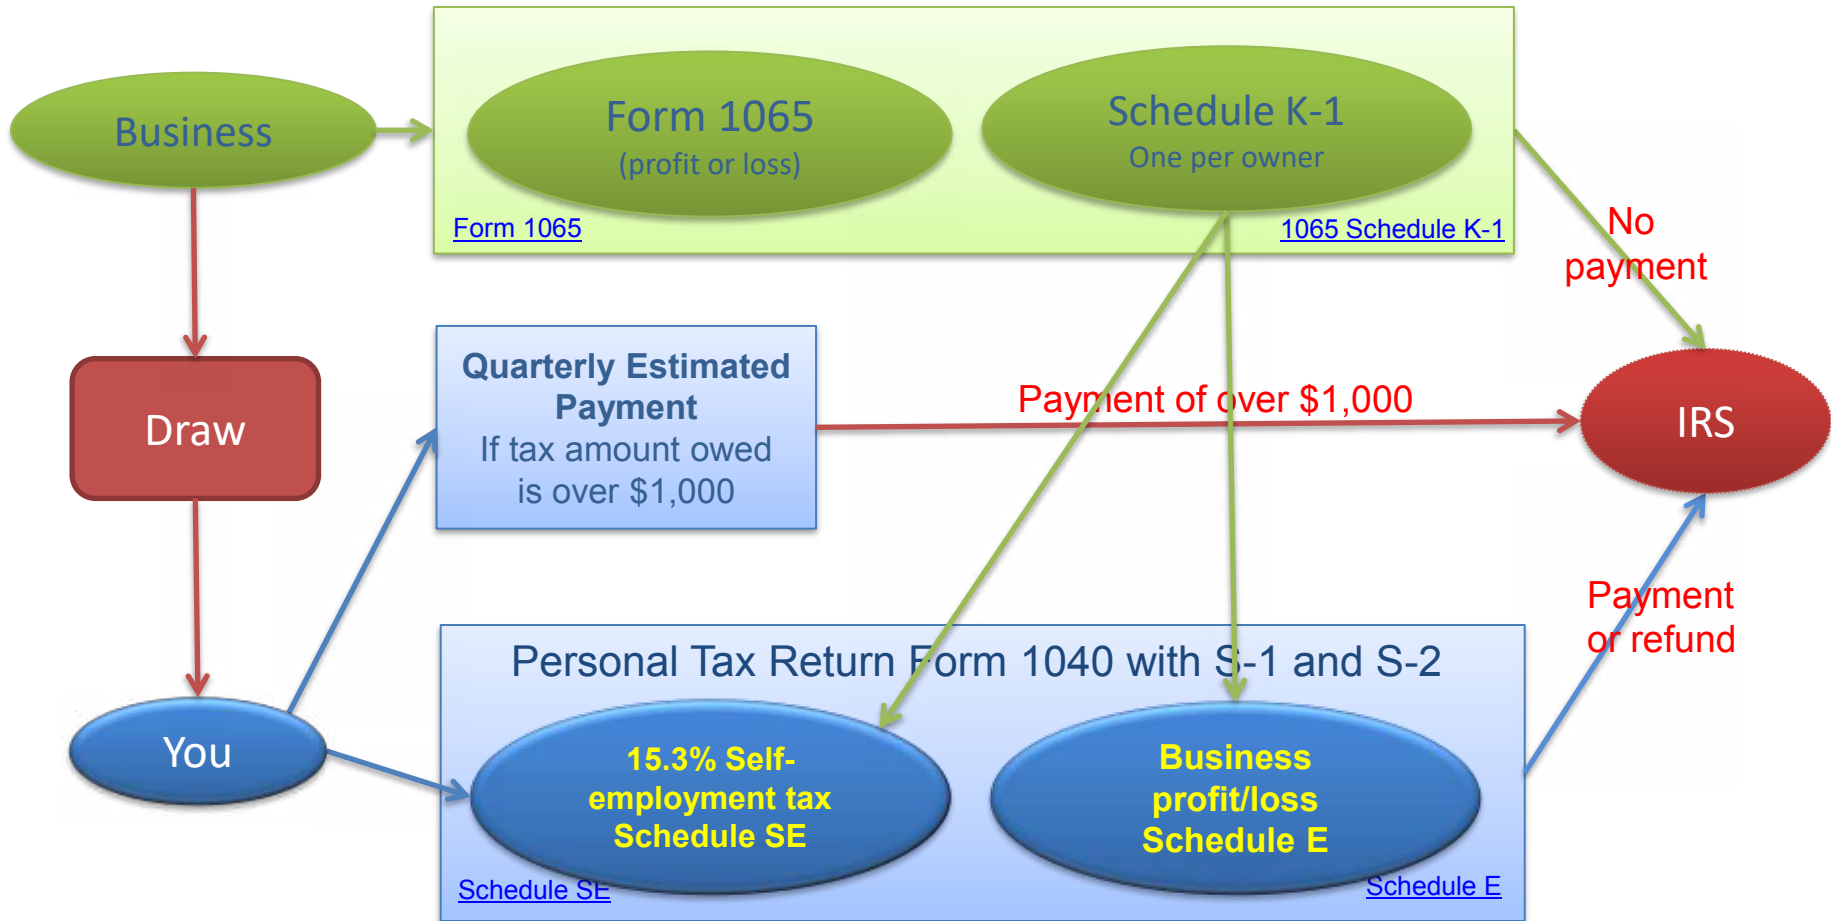 Business
Form 1065
(profit or loss)
Schedule K-1
One per owner
Form 1065
1065 Schedule K-1
No
payment
Draw
Quarterly Estimated
Payment
If tax amount owed
is over $1,000
Payment of over $1,000
IRS
Payment
or refund
You
Personal Tax Return Form 1040 with S-1 and S-2
15.3% Self-
employment tax
Schedule SE
Business
profit/loss
Schedule E
Schedule SE
Schedule E